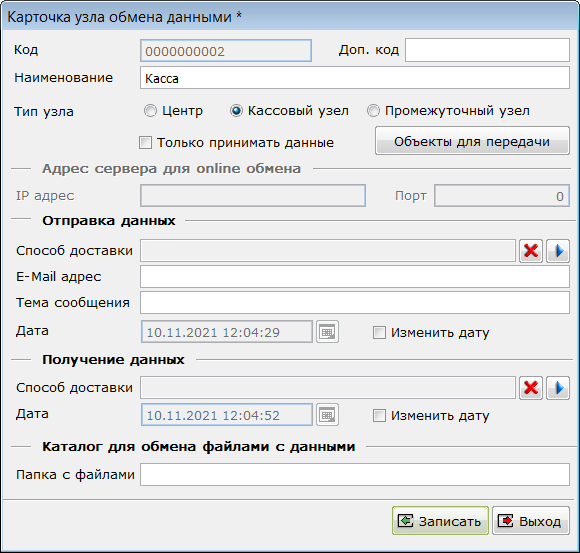 Карточка узла обмена данными *
Код 0000000002 Доп. код
Наименование Касса
Тип узла Центр Кассовый узел Промежуточный узел
Только принимать данные Объекты для передачи
Адрес сервера для online обмена
IP адрес Порт 0
Отправка данных
Способ доставки
E-Mail адрес
Тема сообщения
Дата 10.11.2021 12:04:29 Изменить дату
Получение данных
Способ доставки
Дата 10.11.2021 12:04:52 Изменить дату
Каталог для обмена файлами с данными
Папка с файлами
Записать Выход